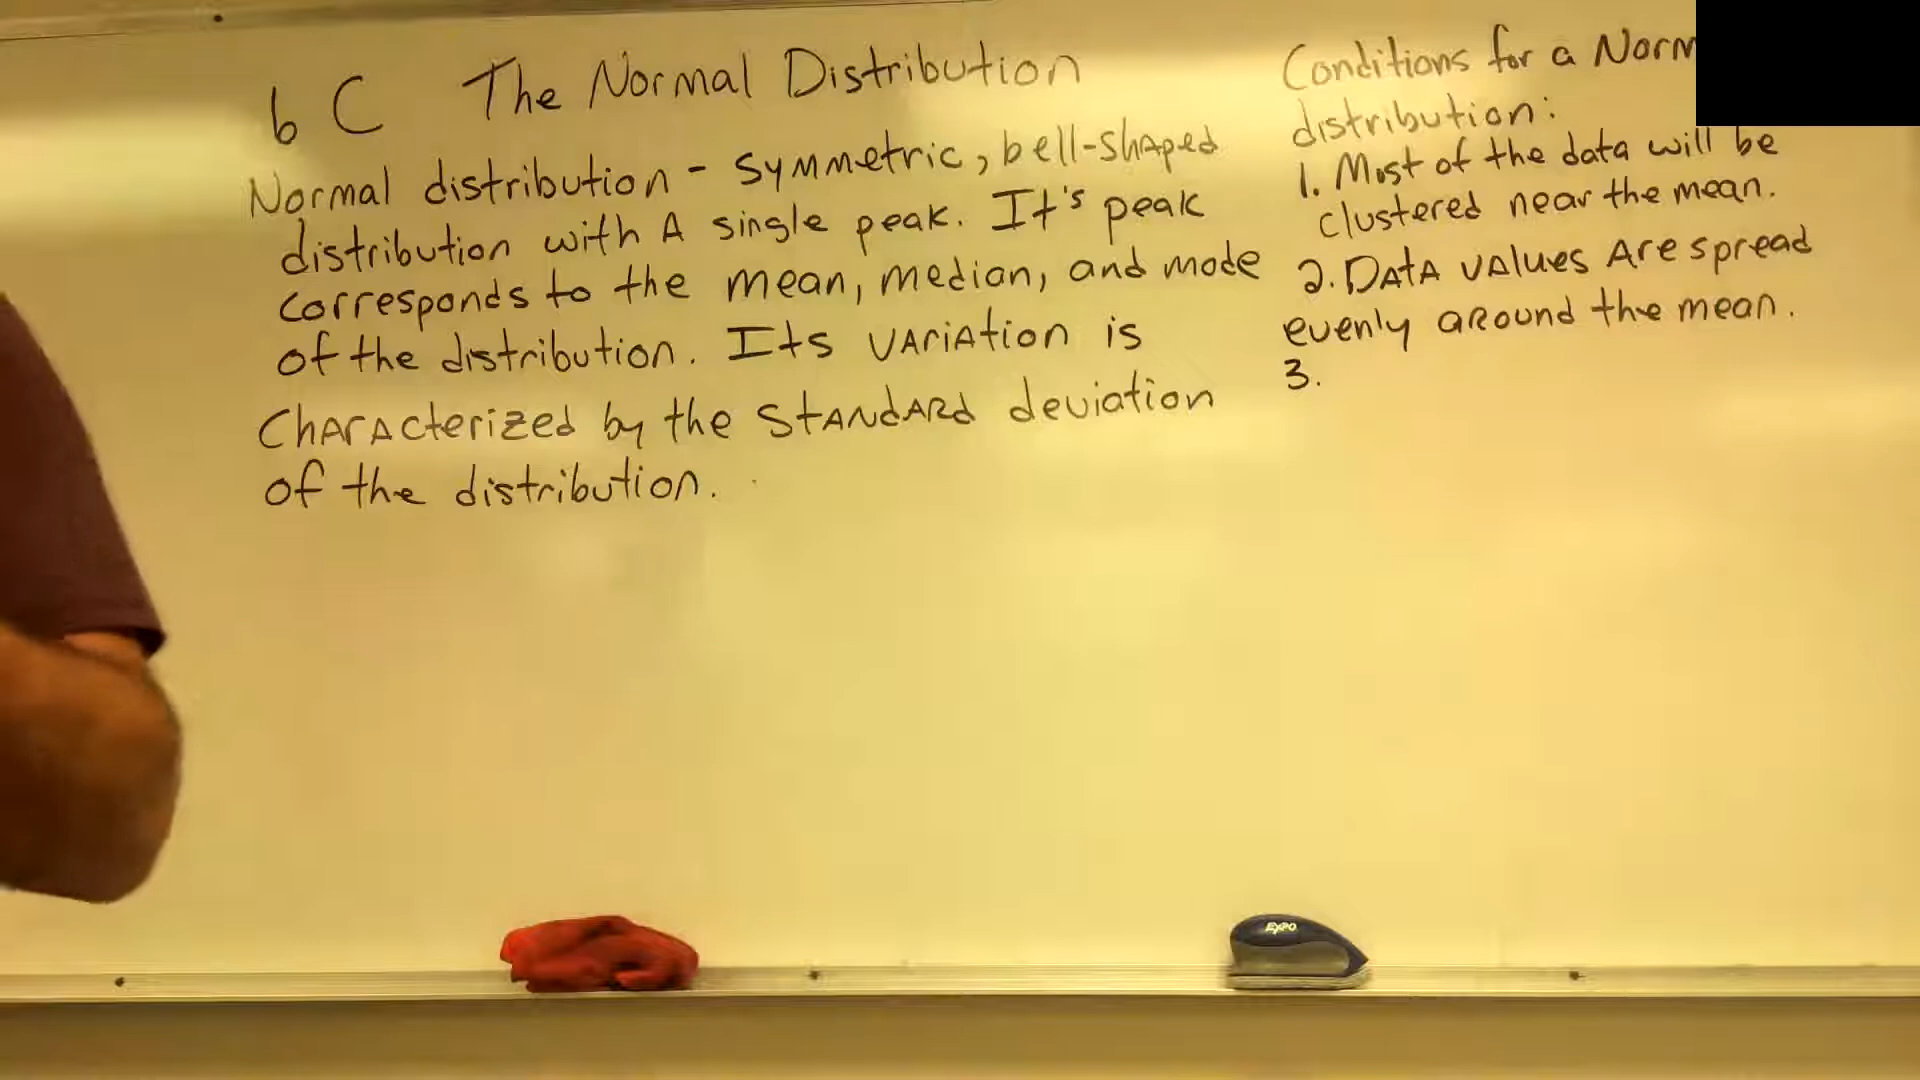 6 C The Normal Distribution
Normal distribution - symmetric, bell-shaped
distribution with A single peak. It's peak
corresponds to the mean, median, and mode
of the distribution. Its variation is
Characterized by the standard deviation
of the distribution.
Conditions for a Norm
distribution:
1. Most of the data will be
clustered near the mean.
2. Data values Are spread
evenly around the mean.
3.
EXPO